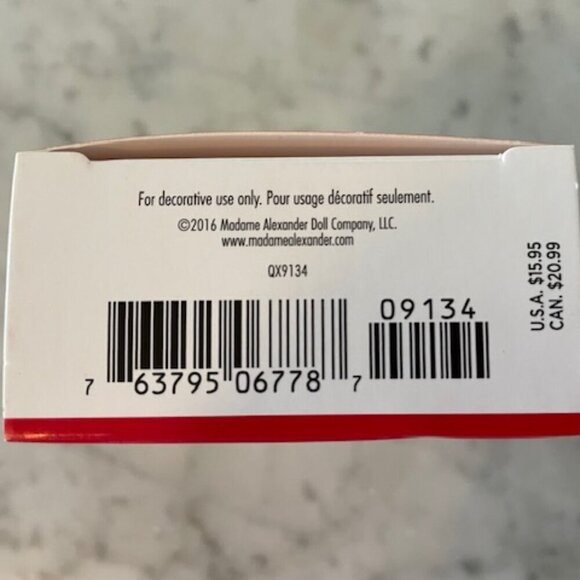 For decorative use only. Pour usage décoratif seulement.
©2016 Madame Alexander Doll Company, LLC.
www.madamealexander.com
QX9134
09134
7 63795 06778 7
U.S.A. $15.95
CAN. $20.99